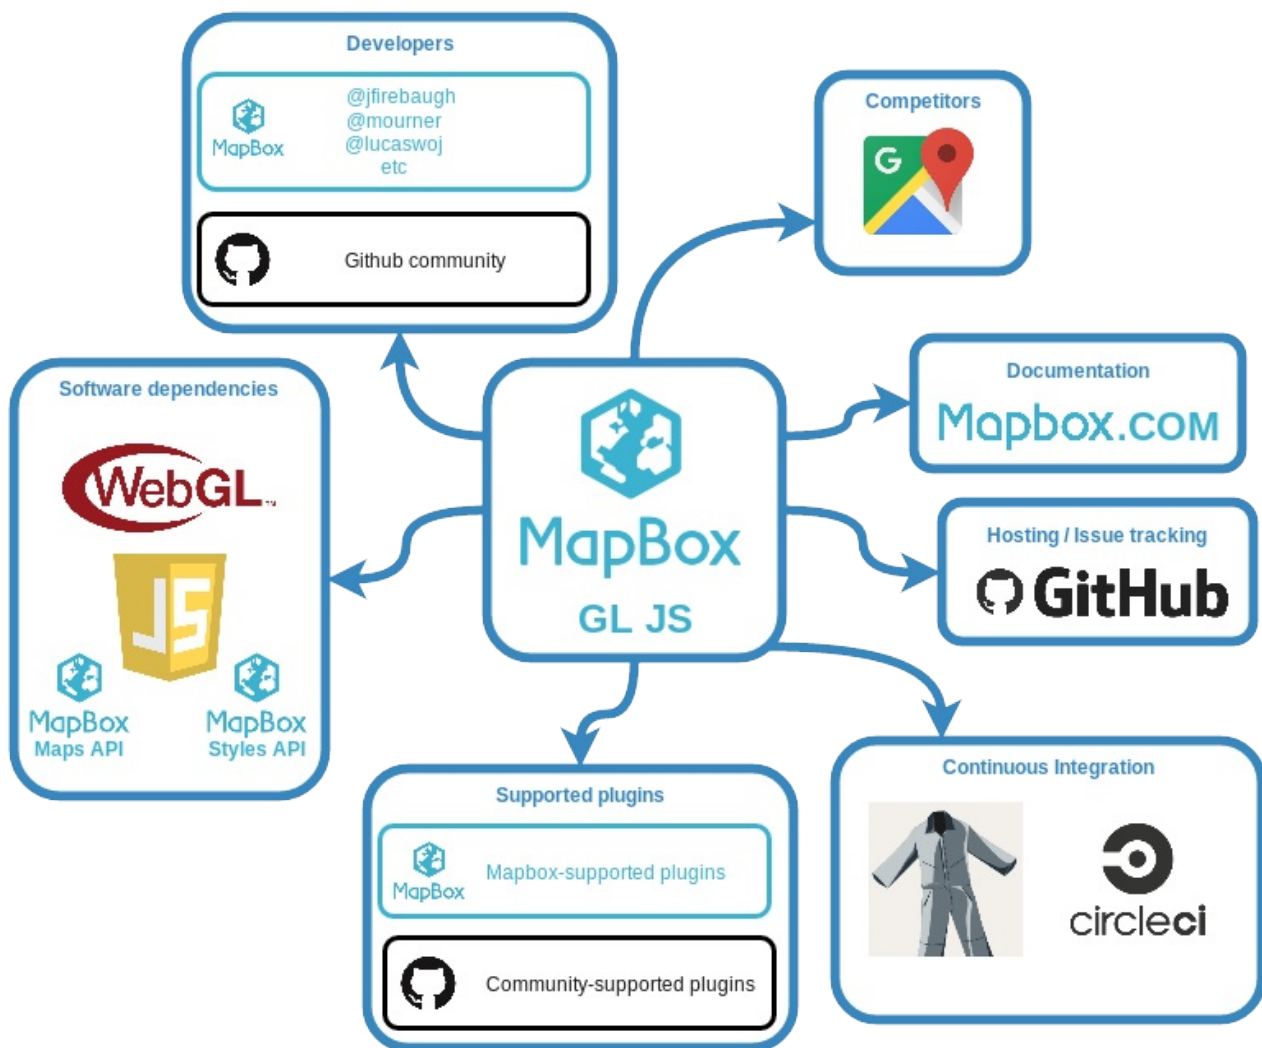 Developers
MapBox
@jfirebaugh
@mourner
@lucaswoj
etc
Github community
Competitors
G
Software dependencies
WebGL™
JS
MapBox
Maps API
MapBox
Styles API
MapBox
GL JS
Documentation
Mapbox.COM
Hosting / Issue tracking
GitHub
Supported plugins
MapBox
Mapbox-supported plugins
Community-supported plugins
Continuous Integration
circleci